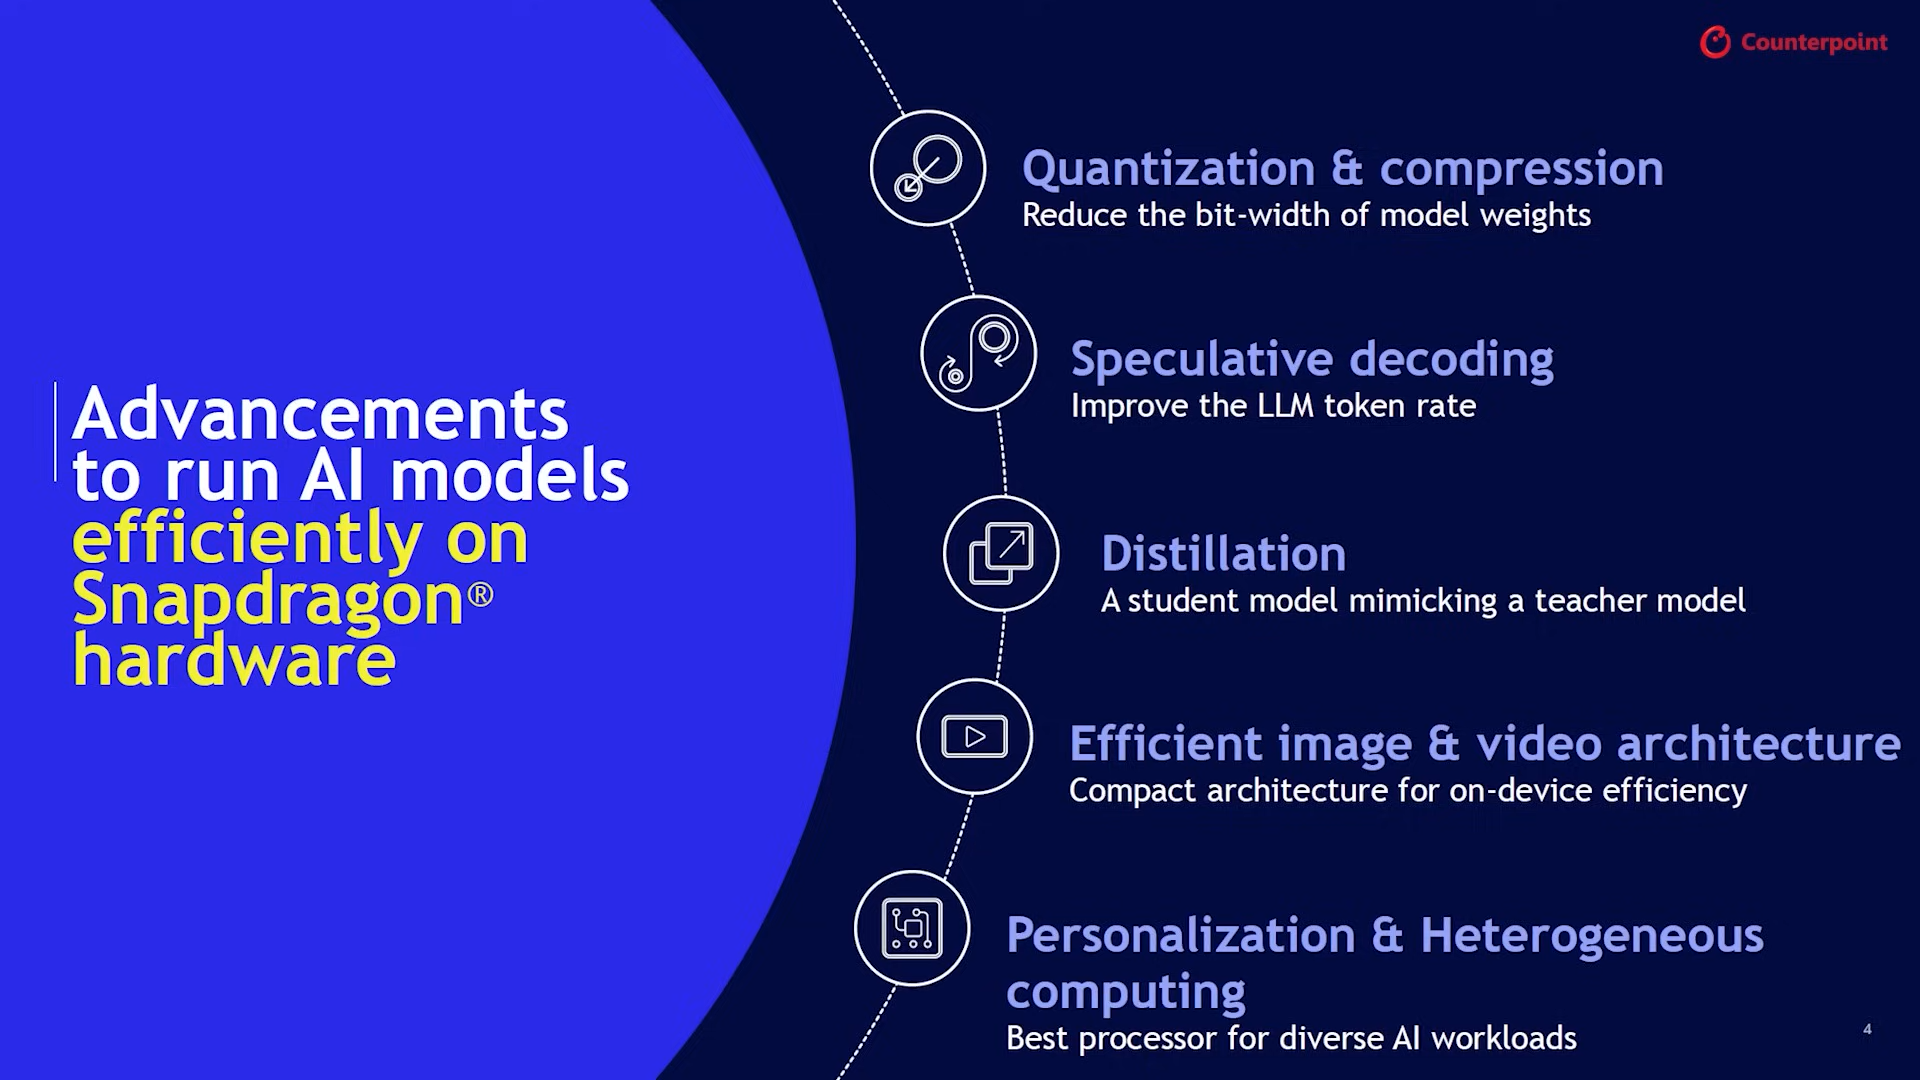 Counterpoint
Advancements
to run AI models
efficiently on
Snapdragon®
hardware
Quantization & compression
Reduce the bit-width of model weights
Speculative decoding
Improve the LLM token rate
Distillation
A student model mimicking a teacher model
Efficient image & video architecture
Compact architecture for on-device efficiency
Personalization & Heterogeneous
computing
Best processor for diverse AI workloads
4